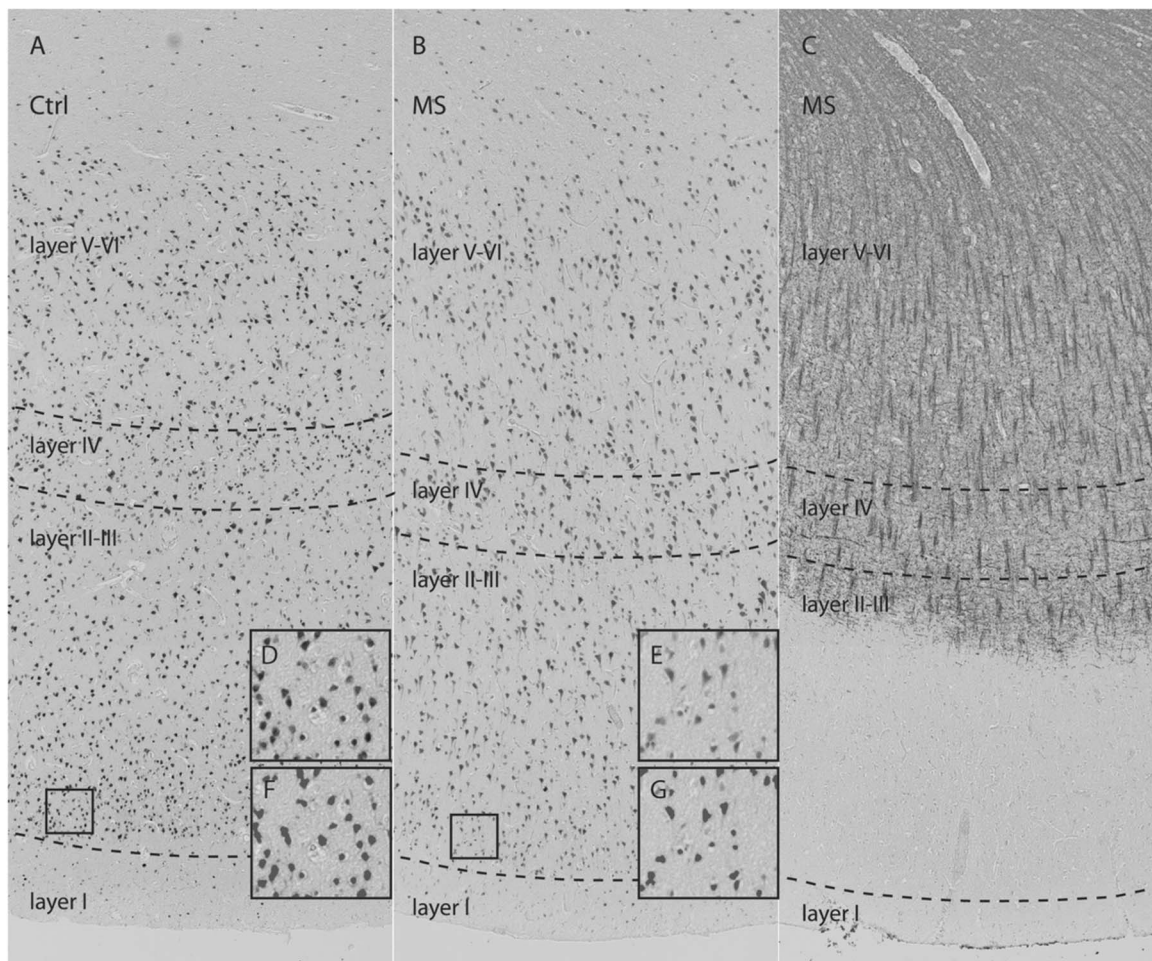 A
Ctrl
layer V-VI
layer IV
layer II-III
D
F
layer I
B
MS
layer V-VI
layer IV
layer II-III
E
G
layer I
C
MS
layer V-VI
layer IV
layer II-III
layer I